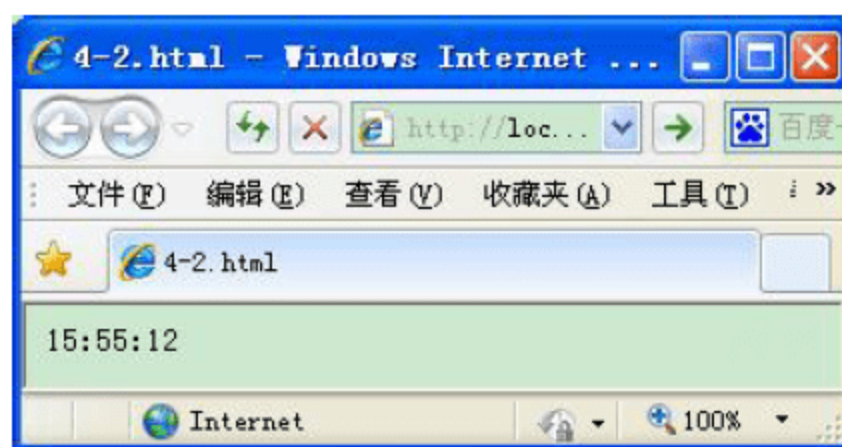 4-2.html - Windows Internet ...
http://loc... 百度
文件(F) 编辑(E) 查看(V) 收藏夹(A) 工具(T) »
4-2.html
15:55:12
Internet 100%